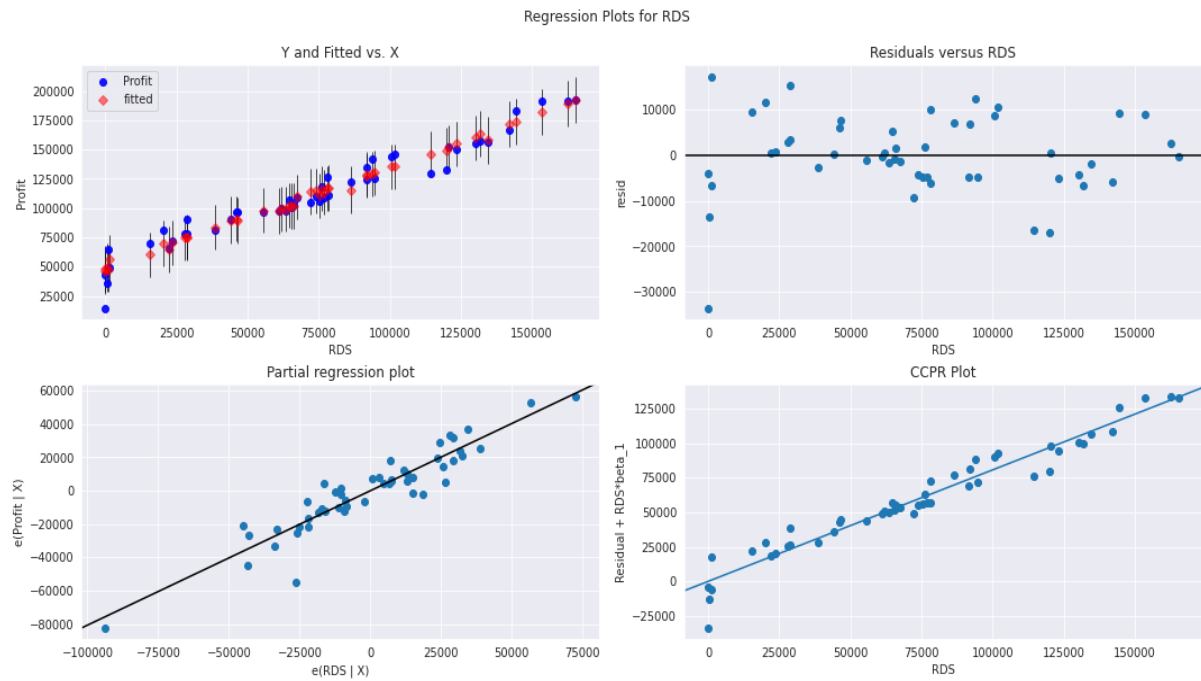 Regression Plots for RDS
Y and Fitted vs. X
Profit
fitted
200000
175000
150000
125000
100000
75000
50000
25000
Profit
0 25000 50000 75000 100000 125000 150000
RDS
Residuals versus RDS
10000
0
−10000
−20000
−30000
resid
0 25000 50000 75000 100000 125000 150000
RDS
Partial regression plot
60000
40000
20000
0
−20000
−40000
−60000
−80000
e(Profit | X)
−100000 −75000 −50000 −25000 0 25000 50000 75000
e(RDS | X)
CCPR Plot
125000
100000
75000
50000
25000
0
−25000
Residual + RDS*beta_1
0 25000 50000 75000 100000 125000 150000
RDS